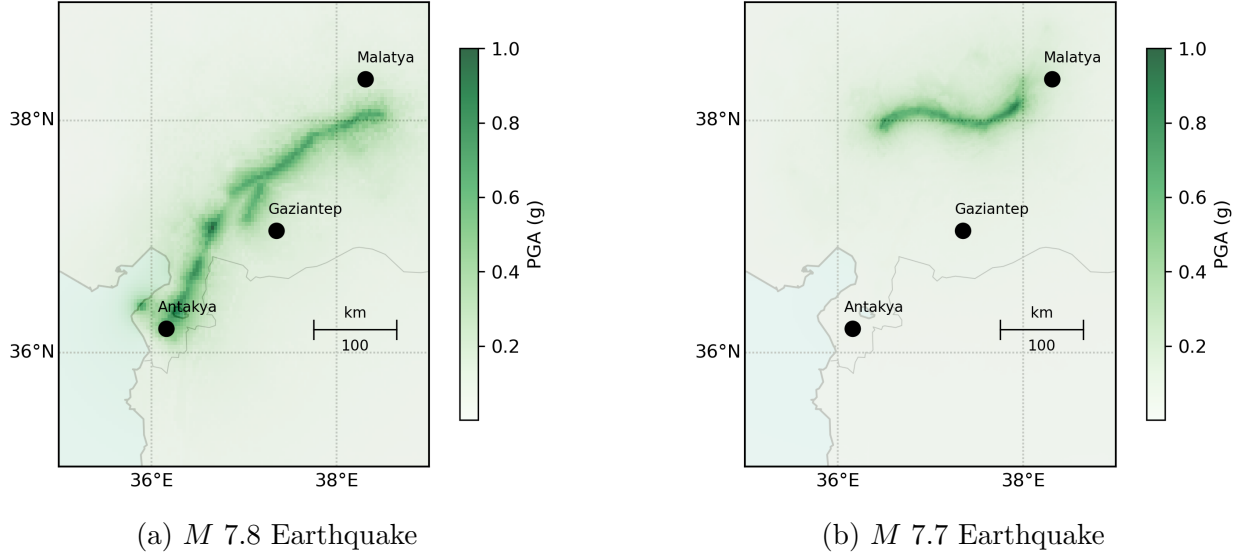 Malatya
Gaziantep
Antakya
km
100
38°N
36°N
36°E
38°E
1.0
0.8
0.6
0.4
0.2
PGA (g)
(a) M 7.8 Earthquake
Malatya
Gaziantep
Antakya
km
100
38°N
36°N
36°E
38°E
1.0
0.8
0.6
0.4
0.2
PGA (g)
(b) M 7.7 Earthquake